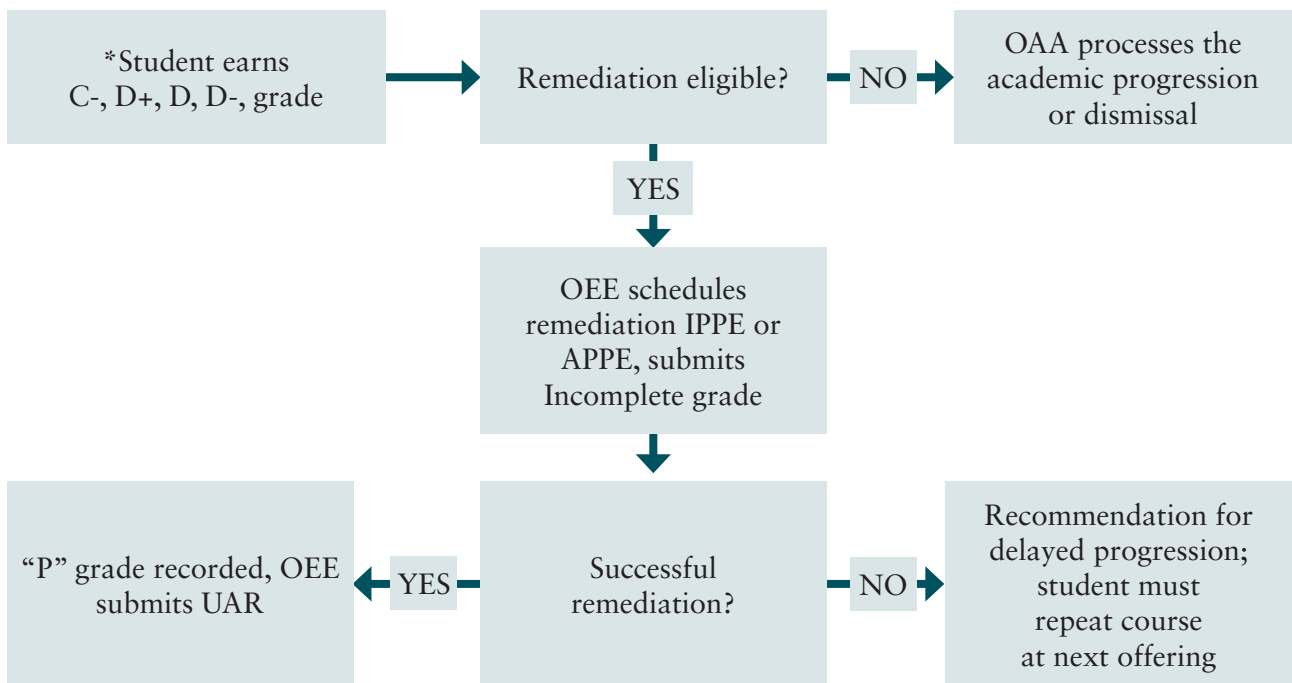 *Student earns
C-, D+, D, D-, grade
Remediation eligible?
NO
OAA processes the
academic progression
or dismissal
YES
OEE schedules
remediation IPPE or
APPE, submits
Incomplete grade
“P” grade recorded, OEE
submits UAR
YES
Successful
remediation?
NO
Recommendation for
delayed progression;
student must
repeat course
at next offering